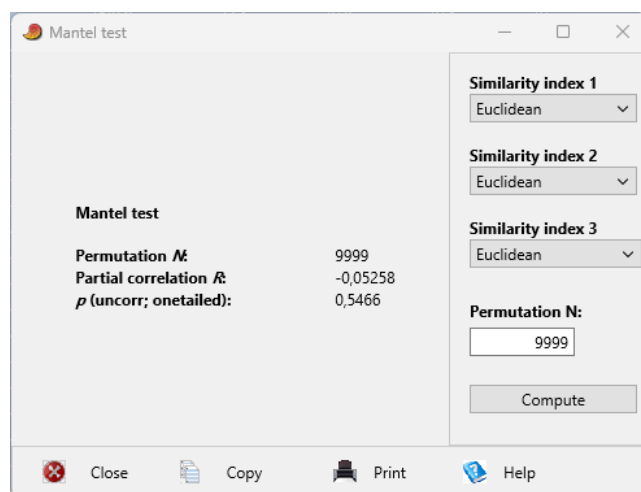 Mantel test
Similarity index 1
Euclidean
Similarity index 2
Euclidean
Similarity index 3
Euclidean
Mantel test
Permutation N: 9999
Partial correlation R: -0,05258
p (uncorr; onetailed): 0,5466
Permutation N:
9999
Compute
Close Copy Print Help